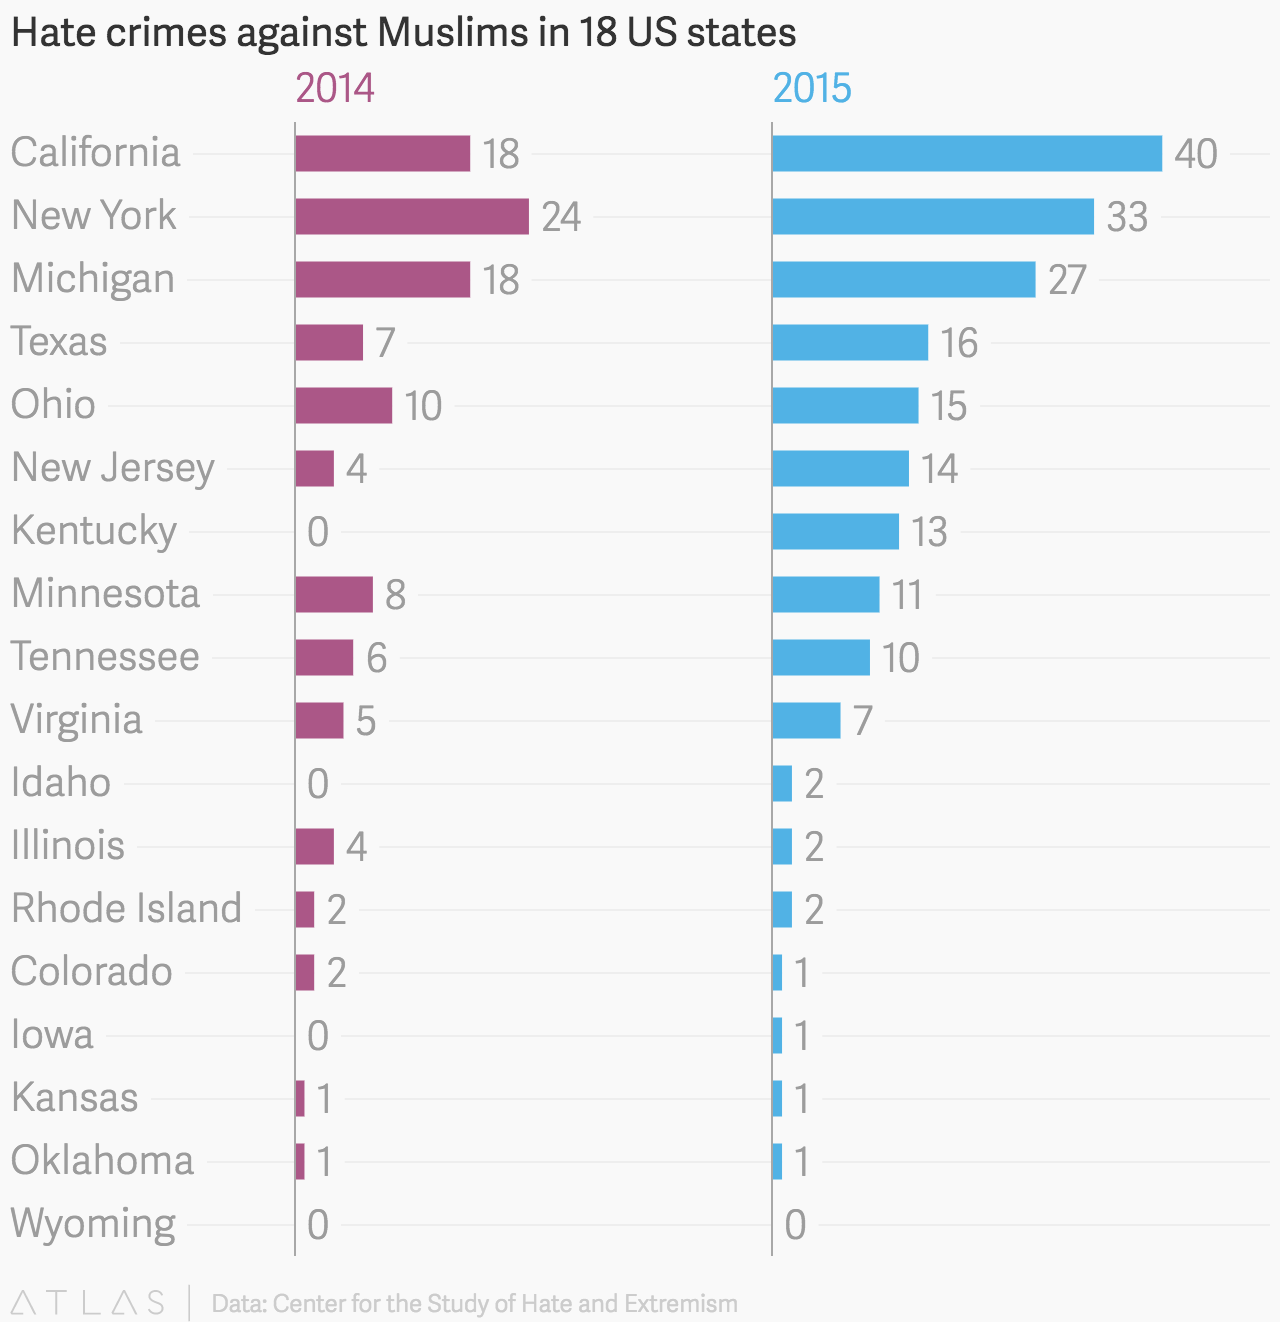 Hate crimes against Muslims in 18 US states
2014 2015
California 18 40
New York 24 33
Michigan 18 27
Texas 7 16
Ohio 10 15
New Jersey 4 14
Kentucky 0 13
Minnesota 8 11
Tennessee 6 10
Virginia 5 7
Idaho 0 2
Illinois 4 2
Rhode Island 2 2
Colorado 2 1
Iowa 0 1
Kansas 1 1
Oklahoma 1 1
Wyoming 0 0
ATLAS | Data: Center for the Study of Hate and Extremism